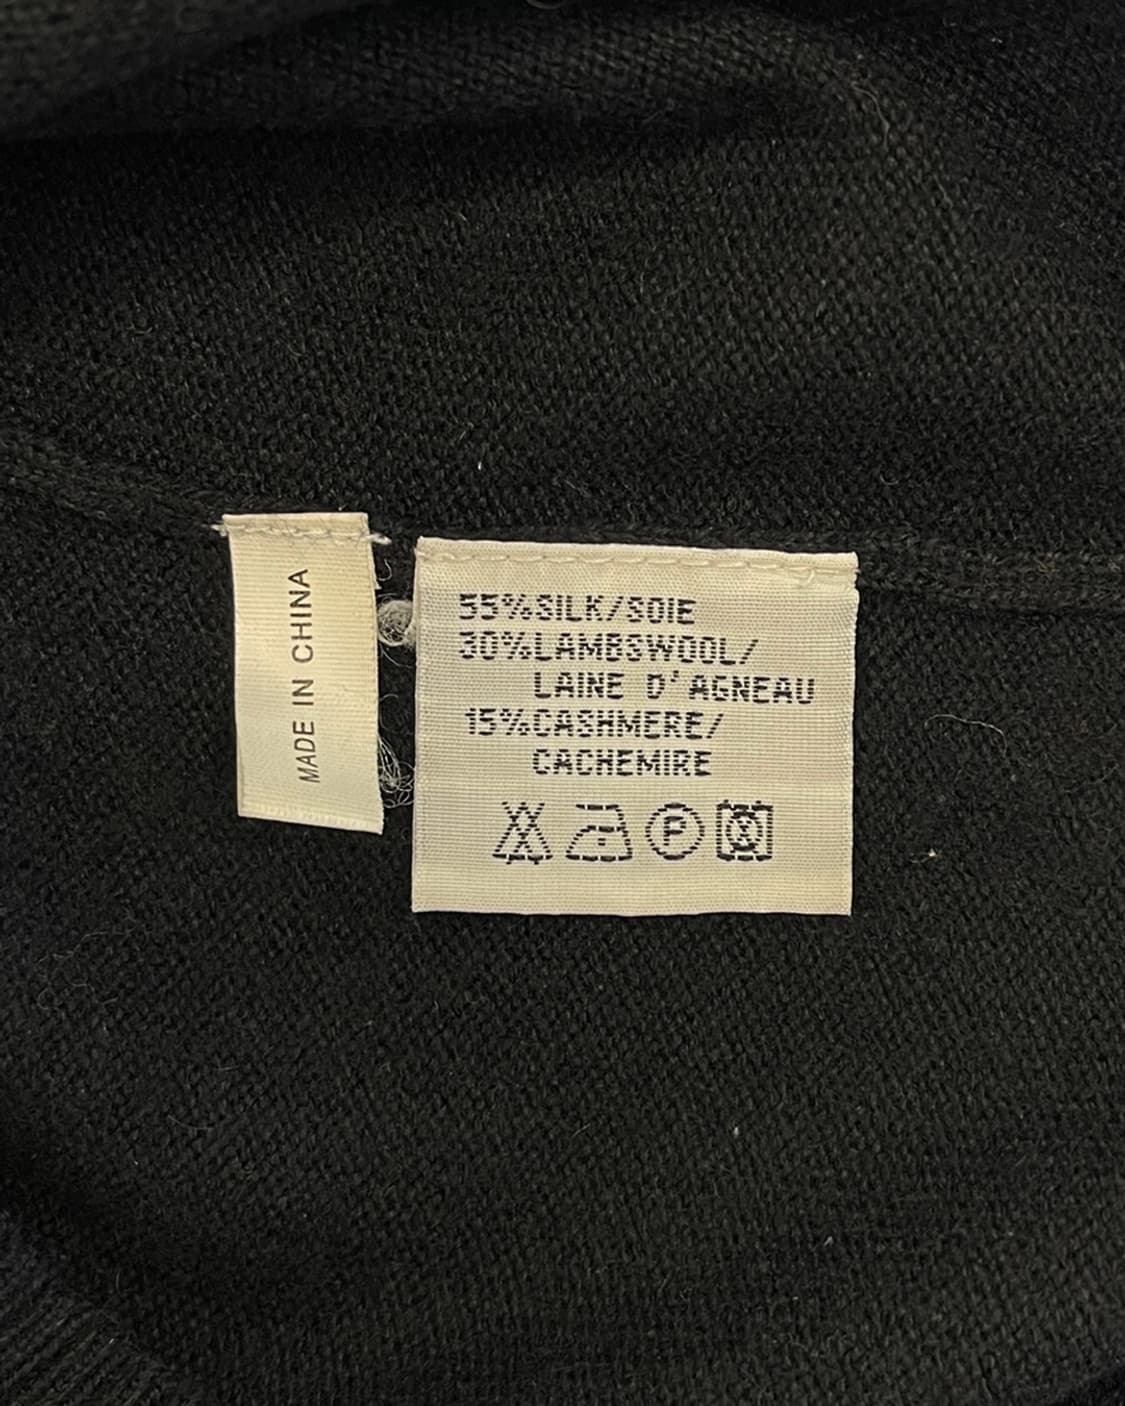 MADE IN CHINA
55%SILK/SOIE
30%LAMBSWOOL/
LAINE D'AGNEAU
15%CASHMERE/
CACHEMIRE
P